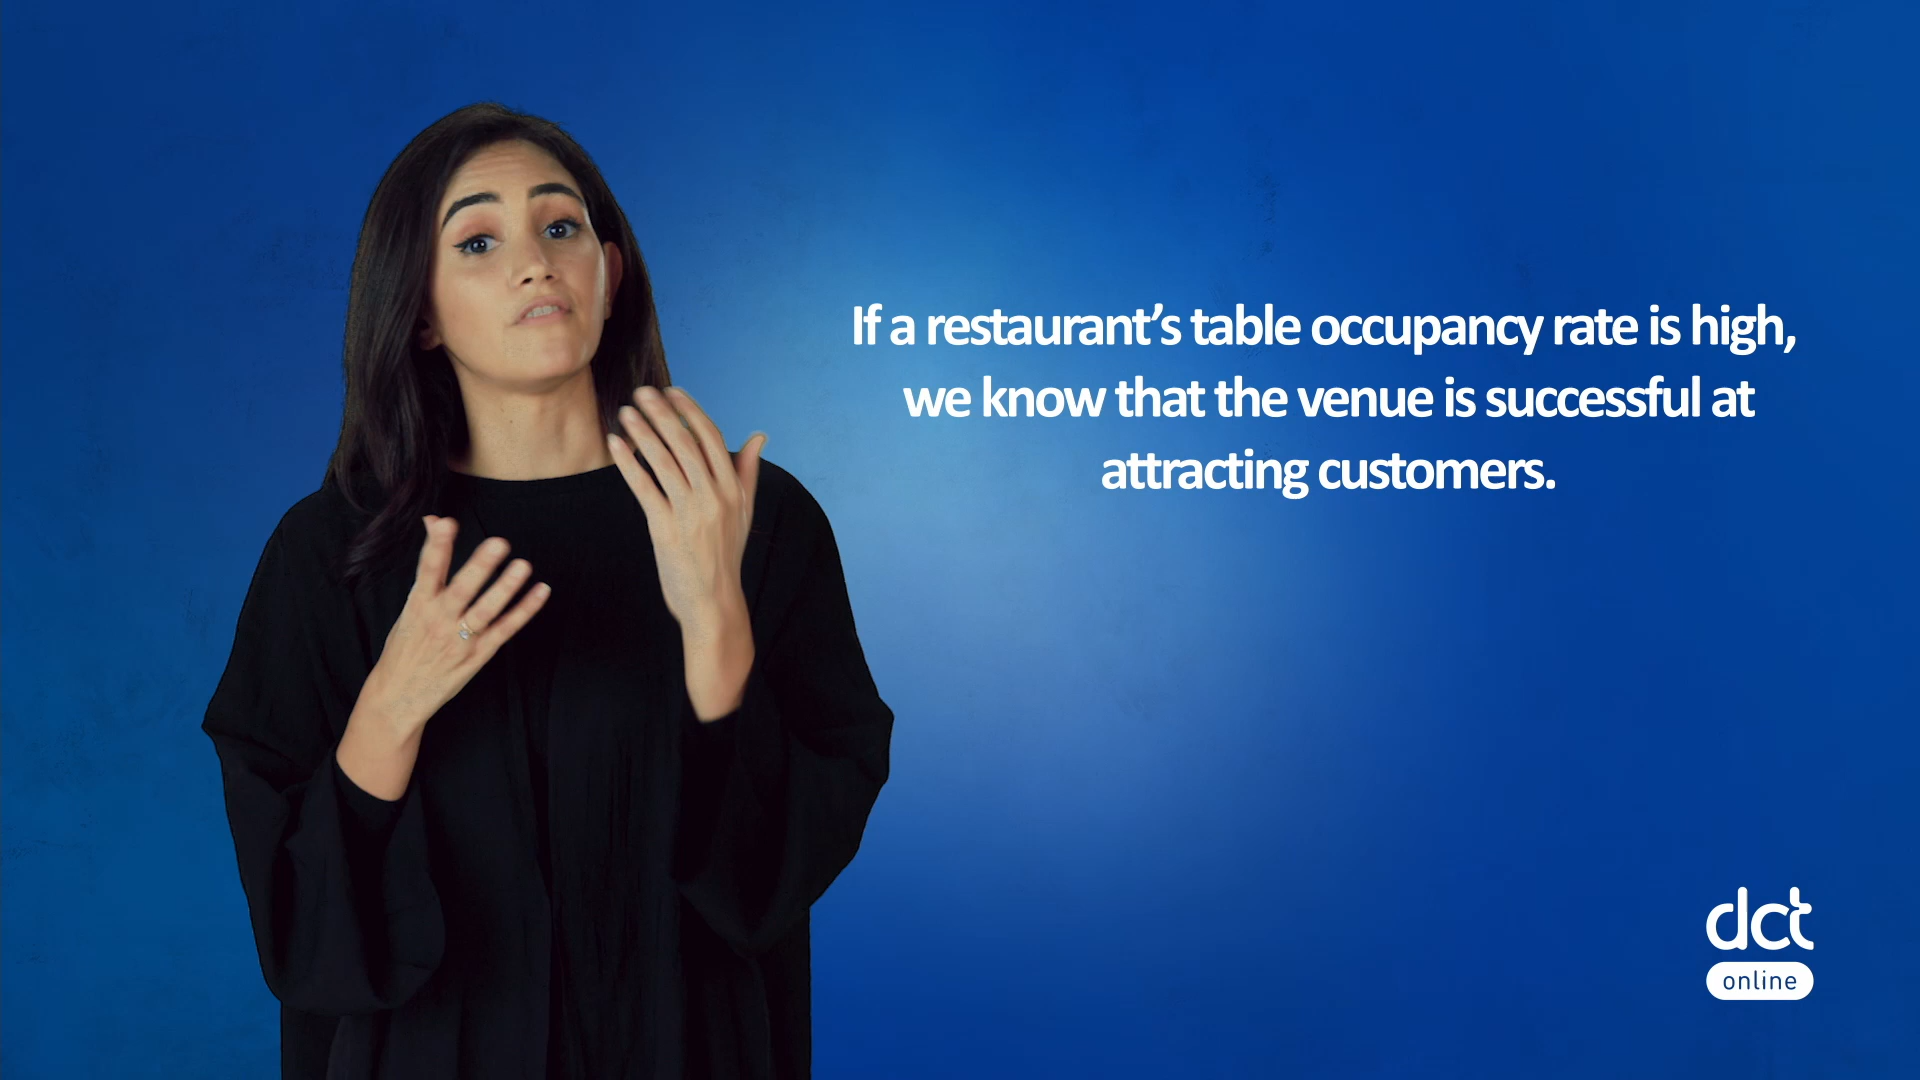 If a restaurant’s table occupancy rate is high,
we know that the venue is successful at
attracting customers.
dct
online